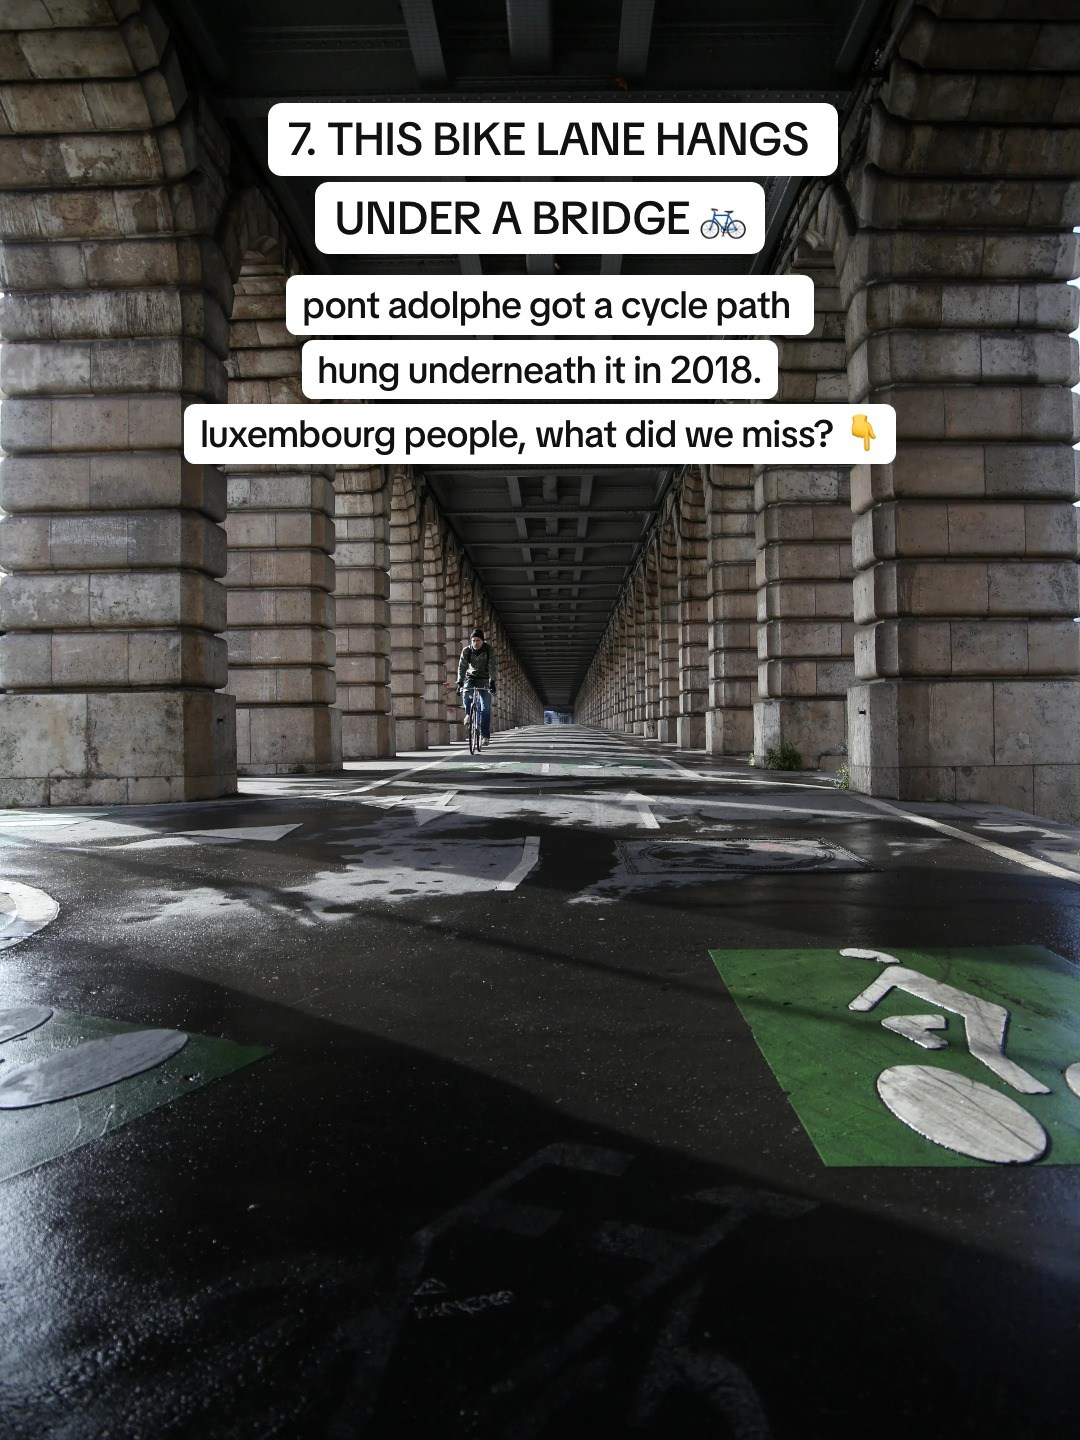 7. THIS BIKE LANE HANGS
UNDER A BRIDGE 🚲
pont adolphe got a cycle path
hung underneath it in 2018.
luxembourg people, what did we miss? 👇